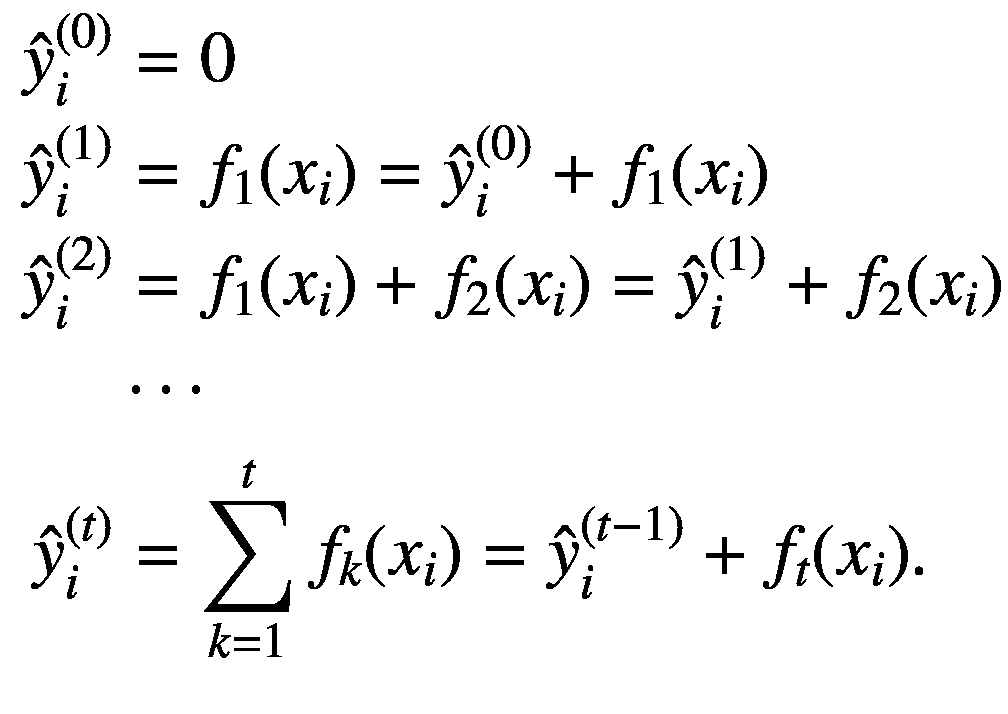 ŷ_i^(0) = 0
ŷ_i^(1) = f_1(x_i) = ŷ_i^(0) + f_1(x_i)
ŷ_i^(2) = f_1(x_i) + f_2(x_i) = ŷ_i^(1) + f_2(x_i)
⋯
ŷ_i^(t) = ∑_{k=1}^{t} f_k(x_i) = ŷ_i^(t−1) + f_t(x_i).